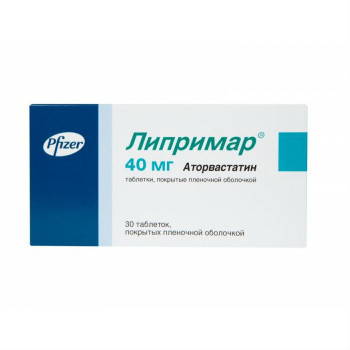 Pfizer
Липримар®
40 мг Аторвастатин
таблетки, покрытые пленочной оболочкой
30 таблеток,
покрытых пленочной оболочкой